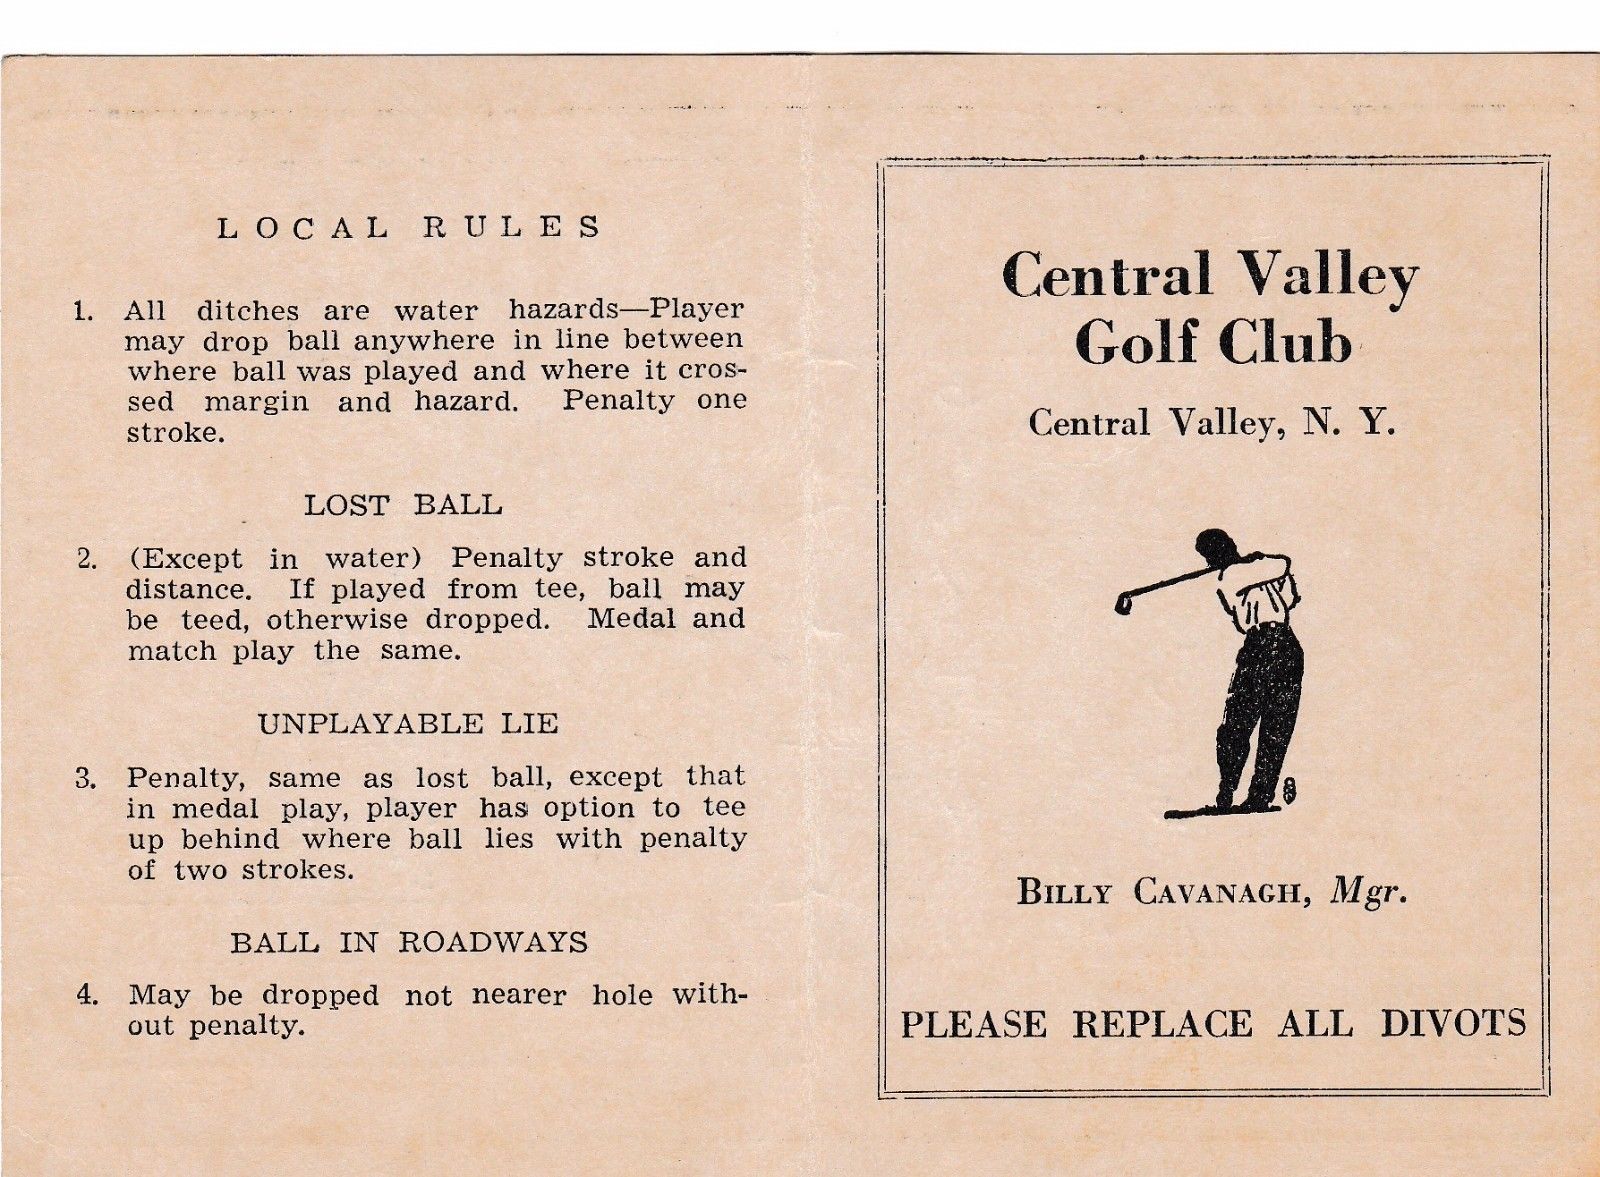 LOCAL RULES
1. All ditches are water hazards—Player
may drop ball anywhere in line between
where ball was played and where it cros-
sed margin and hazard. Penalty one
stroke.
LOST BALL
2. (Except in water) Penalty stroke and
distance. If played from tee, ball may
be teed, otherwise dropped. Medal and
match play the same.
UNPLAYABLE LIE
3. Penalty, same as lost ball, except that
in medal play, player has option to tee
up behind where ball lies with penalty
of two strokes.
BALL IN ROADWAYS
4. May be dropped not nearer hole with-
out penalty.
Central Valley
Golf Club
Central Valley, N. Y.
BILLY CAVANAGH, Mgr.
PLEASE REPLACE ALL DIVOTS